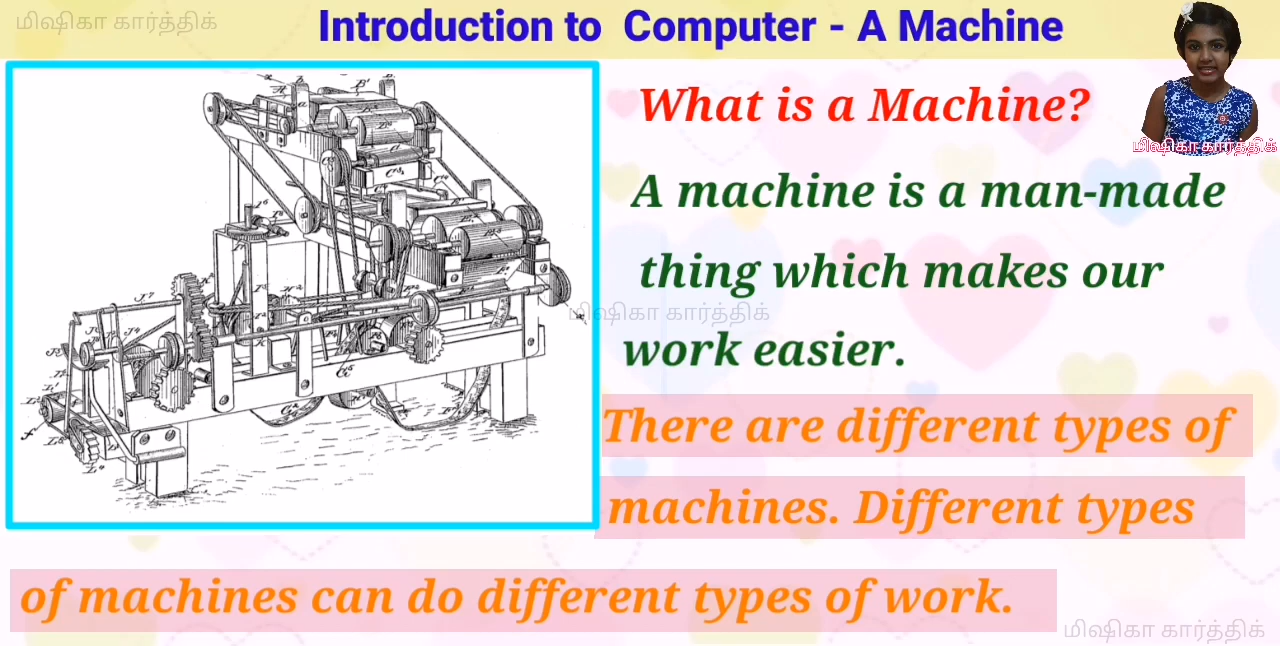 மிஷிகா கார்த்திக்
Introduction to Computer - A Machine
மிஷிகா கார்த்திக்
What is a Machine?
A machine is a man-made
thing which makes our
மிஷிகா கார்த்திக்
work easier.
There are different types of
machines. Different types
of machines can do different types of work.
மிஷிகா கார்த்திக்